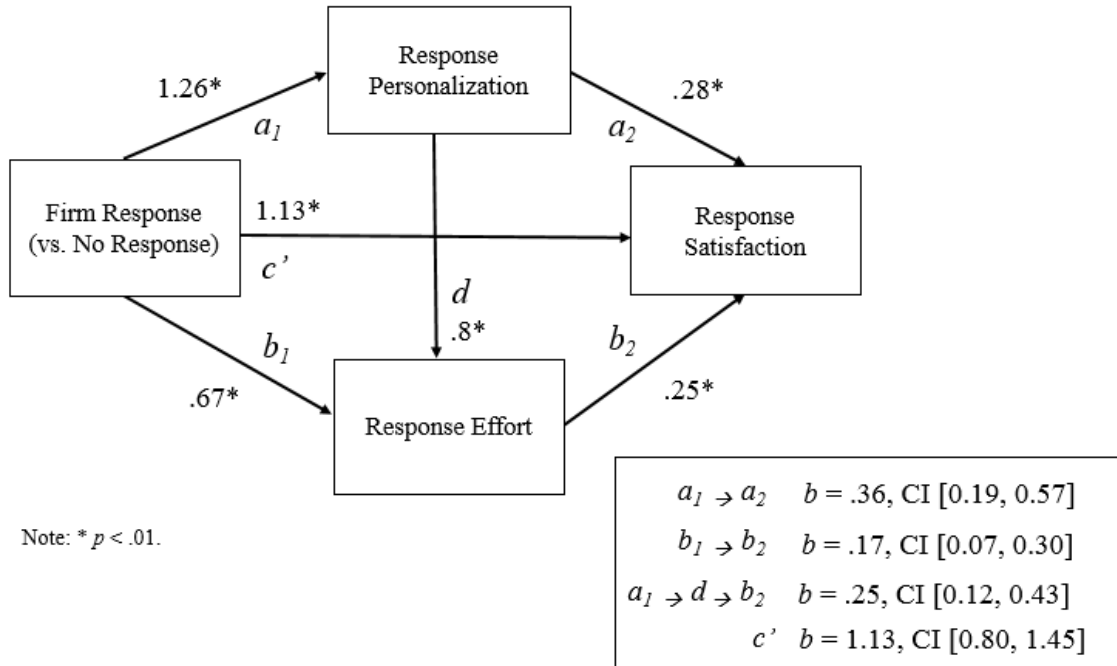 Response
Personalization
1.26*
.28*
a1
a2
Firm Response
(vs. No Response)
1.13*
c’
Response
Satisfaction
d
.8*
b1
b2
.67*
.25*
Response Effort
Note: * p < .01.
a1 → a2 b = .36, CI [0.19, 0.57]
b1 → b2 b = .17, CI [0.07, 0.30]
a1 → d → b2 b = .25, CI [0.12, 0.43]
c’ b = 1.13, CI [0.80, 1.45]